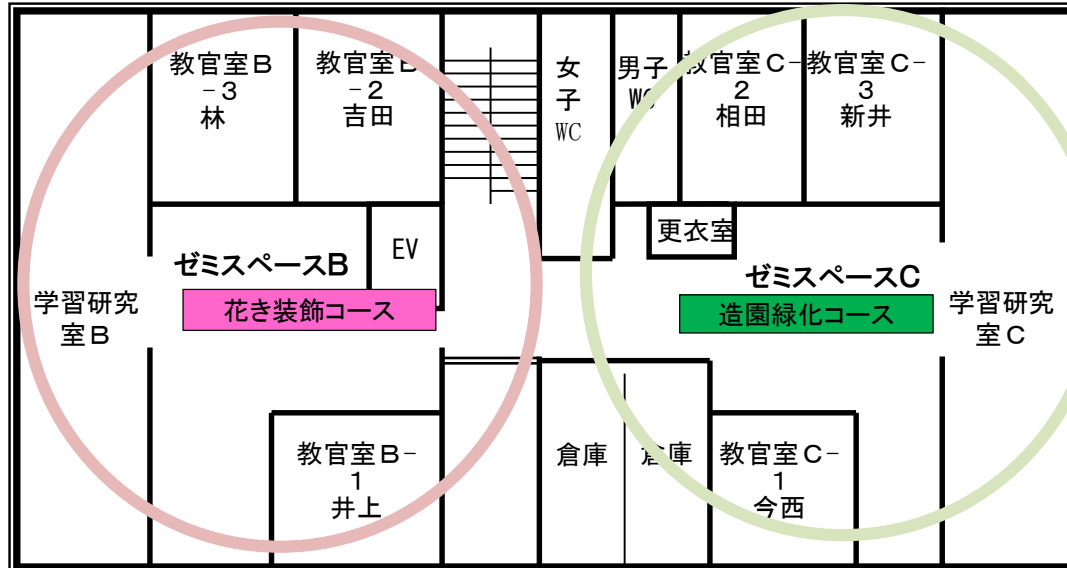 教官室B
-3
林
教官室B
-2
吉田
女
子
WC
男子
WC
教官室C-
2
相田
教官室C-
3
新井
EV
更衣室
ゼミスペースB
花き装飾コース
学習研究
室B
ゼミスペースC
造園緑化コース
学習研究
室C
教官室B-
1
井上
倉庫
倉庫
教官室C-
1
今西